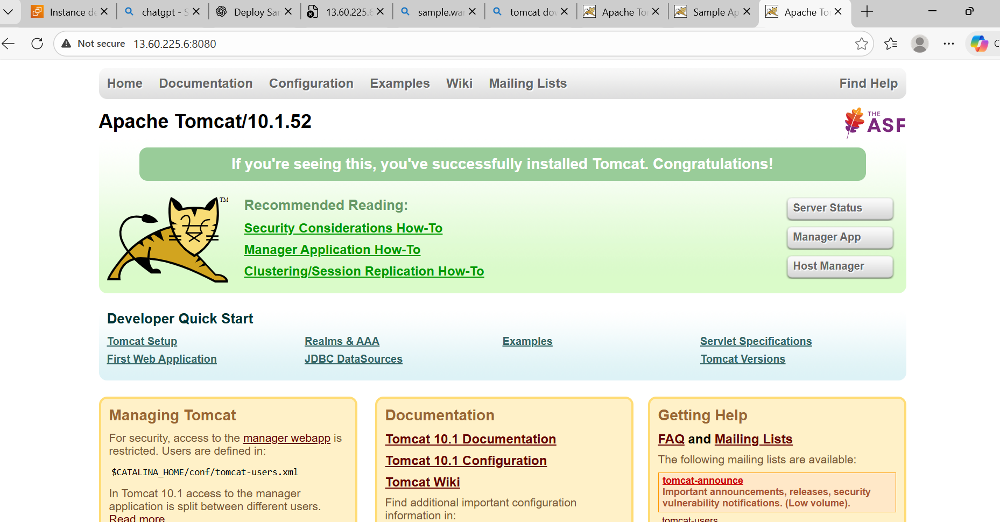 Instance de
chatgpt - S
Deploy Sar
13.60.225.6
sample.wa
tomcat do
Apache To
Sample Ap
Apache To
Not secure 13.60.225.6:8080
Home Documentation Configuration Examples Wiki Mailing Lists Find Help
Apache Tomcat/10.1.52
THE
ASF
If you're seeing this, you've successfully installed Tomcat. Congratulations!
TM
Recommended Reading:
Security Considerations How-To
Manager Application How-To
Clustering/Session Replication How-To
Server Status
Manager App
Host Manager
Developer Quick Start
Tomcat Setup Realms & AAA Examples Servlet Specifications
First Web Application JDBC DataSources Tomcat Versions
Managing Tomcat
For security, access to the manager webapp is
restricted. Users are defined in:
$CATALINA_HOME/conf/tomcat-users.xml
In Tomcat 10.1 access to the manager
application is split between different users.
Read more
Documentation
Tomcat 10.1 Documentation
Tomcat 10.1 Configuration
Tomcat Wiki
Find additional important configuration
information in:
Getting Help
FAQ and Mailing Lists
The following mailing lists are available:
tomcat-announce
Important announcements, releases, security
vulnerability notifications. (Low volume).
tomcat-users